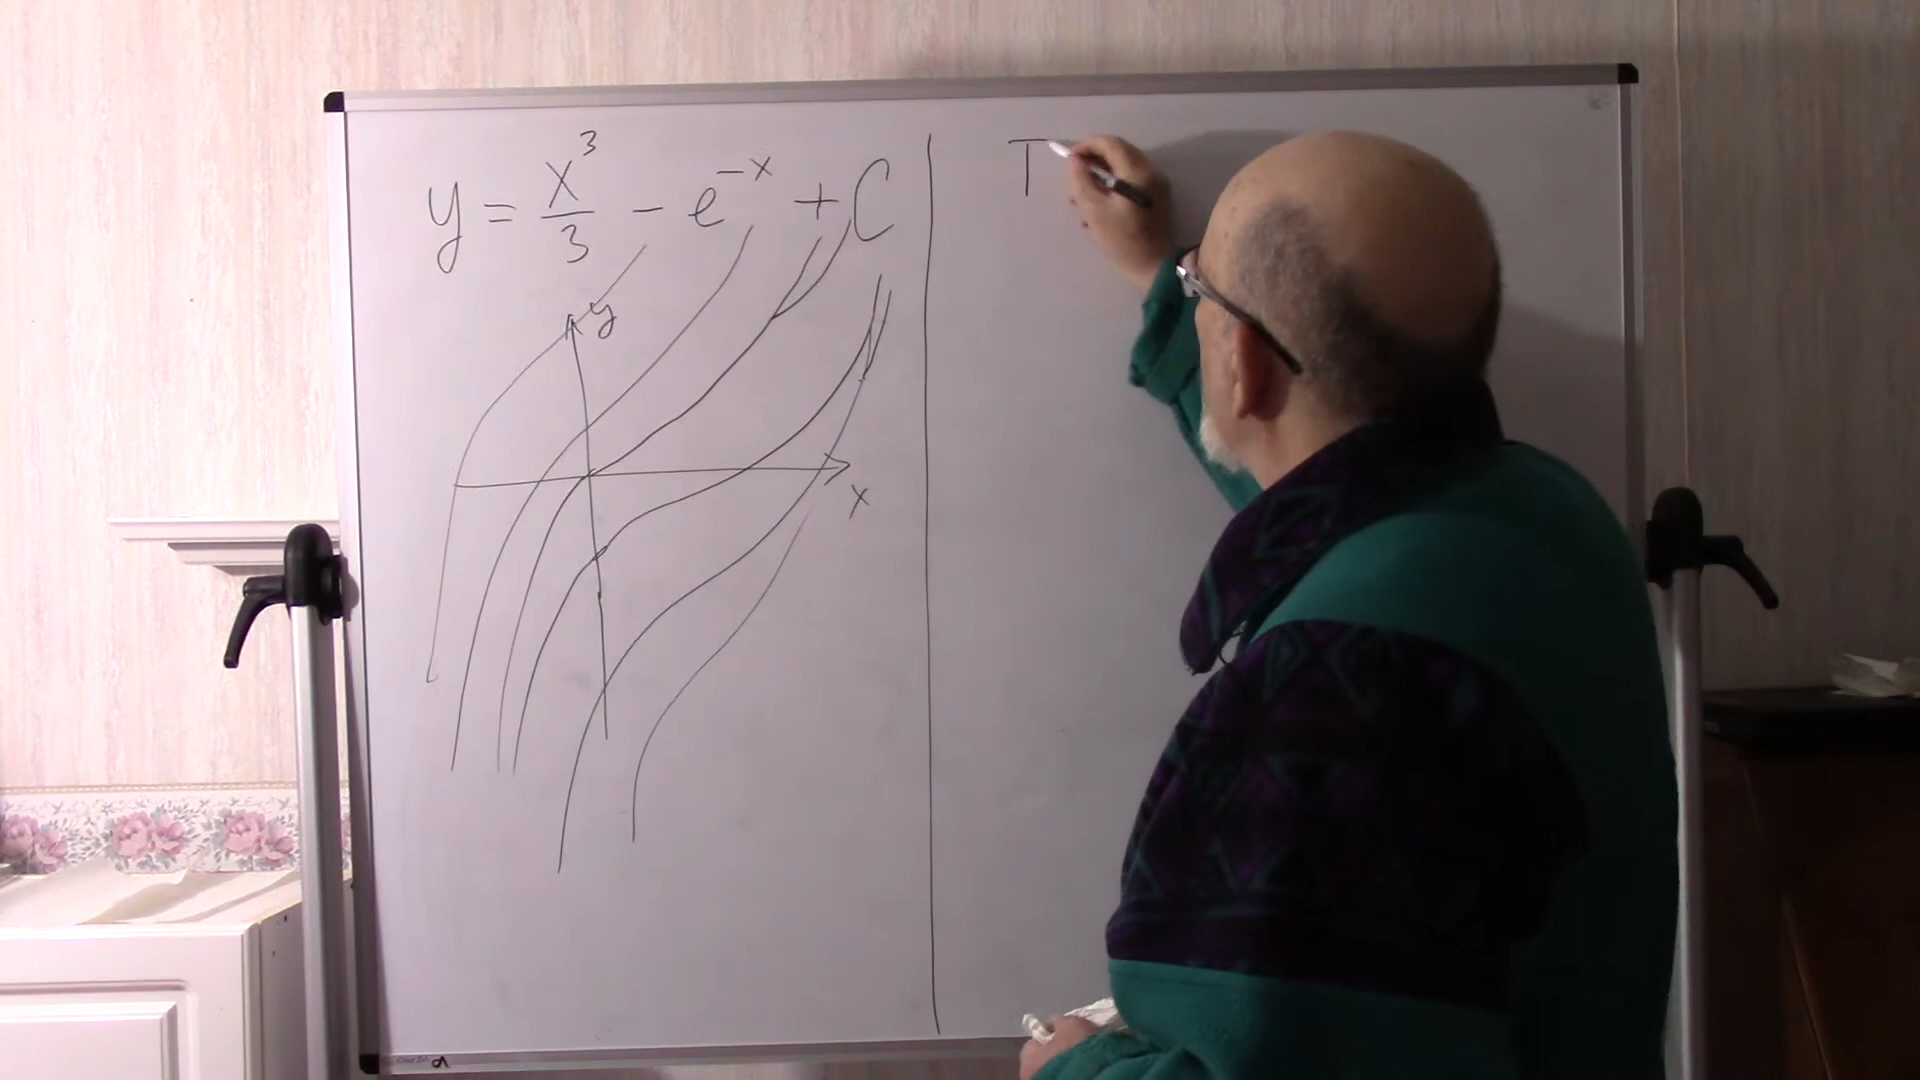 y = x³/3 - e^-x + C
T
y
x